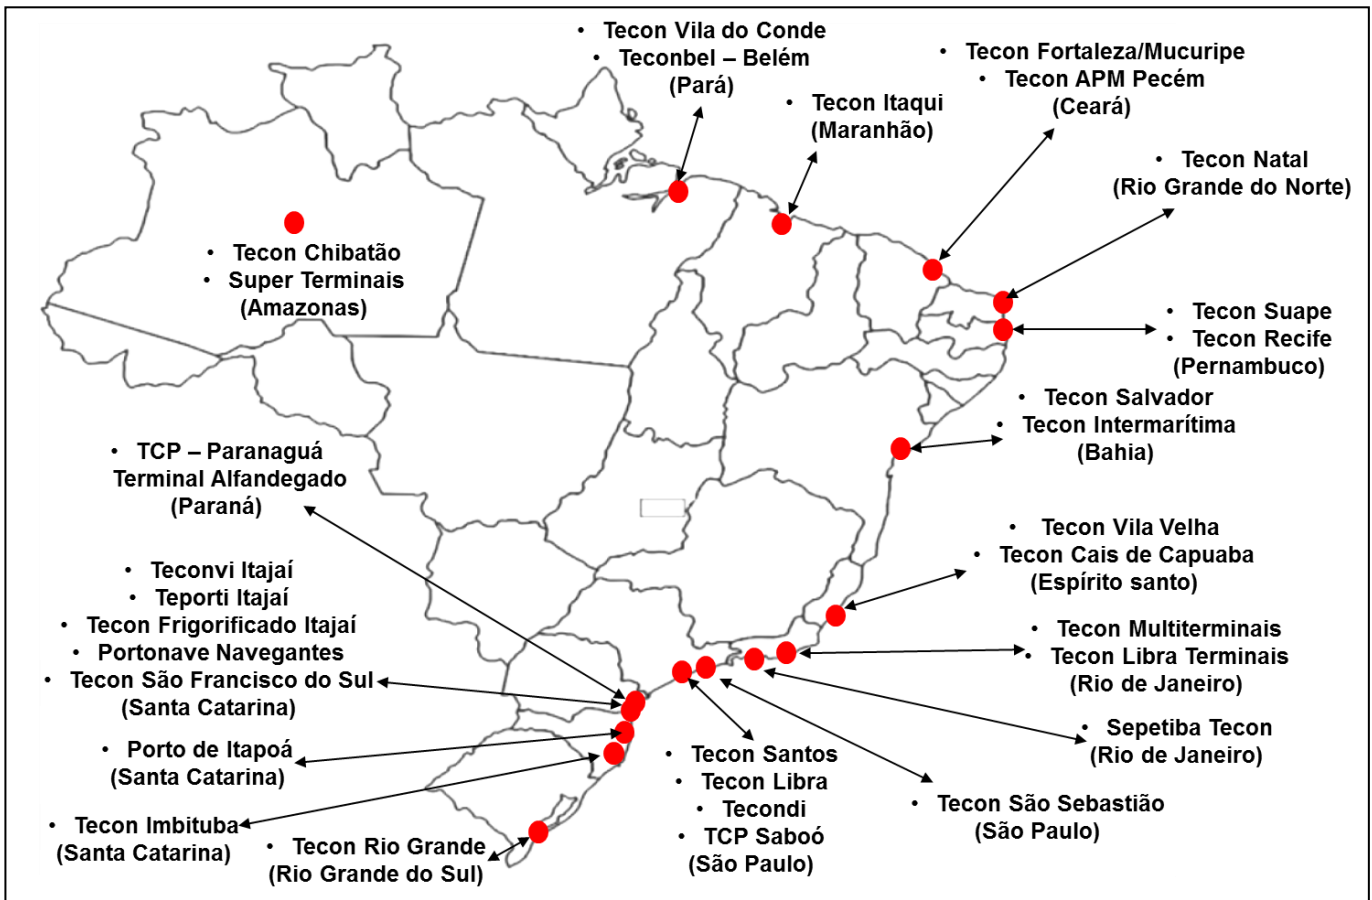 • Tecon Vila do Conde
• Teconbel – Belém
(Pará)
• Tecon Itaqui
(Maranhão)
• Tecon Fortaleza/Mucuripe
• Tecon APM Pecém
(Ceará)
• Tecon Natal
(Rio Grande do Norte)
• Tecon Chibatão
• Super Terminais
(Amazonas)
• Tecon Suape
• Tecon Recife
(Pernambuco)
• Tecon Salvador
• Tecon Intermarítima
(Bahia)
• TCP – Paranaguá
Terminal Alfandegado
(Paraná)
• Tecon Vila Velha
• Tecon Cais de Capuaba
(Espírito santo)
• Teconvi Itajaí
• Teporti Itajaí
• Tecon Frigorificado Itajaí
• Portonave Navegantes
• Tecon São Francisco do Sul
(Santa Catarina)
• Tecon Multiterminais
• Tecon Libra Terminais
(Rio de Janeiro)
• Sepetiba Tecon
(Rio de Janeiro)
• Porto de Itapoá
(Santa Catarina)
• Tecon Santos
• Tecon Libra
• Tecondi
• TCP Saboó
(São Paulo)
• Tecon São Sebastião
(São Paulo)
• Tecon Imbituba
(Santa Catarina)
• Tecon Rio Grande
(Rio Grande do Sul)